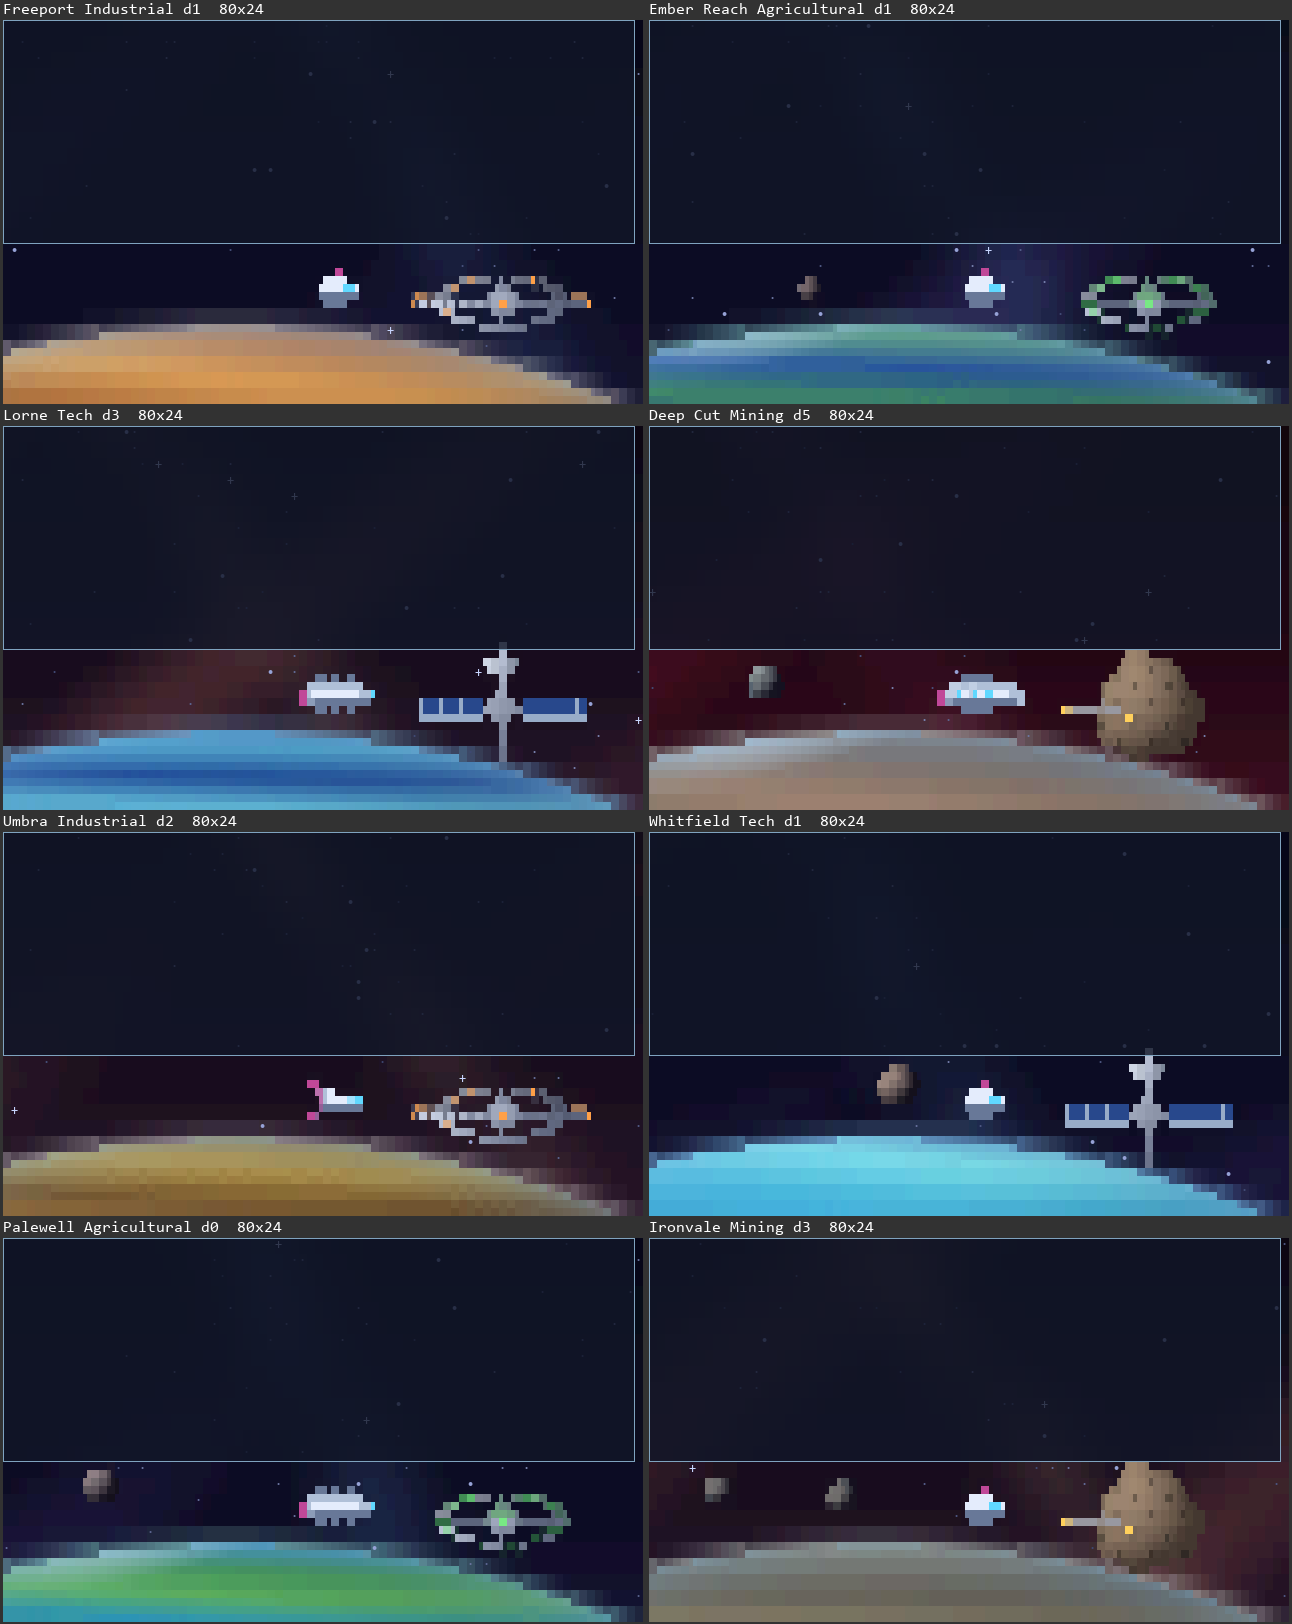 Freeport Industrial d1  80x24
Ember Reach Agricultural d1  80x24
Lorne Tech d3  80x24
Deep Cut Mining d5  80x24
Umbra Industrial d2  80x24
Whitfield Tech d1  80x24
Palewell Agricultural d0  80x24
Ironvale Mining d3  80x24